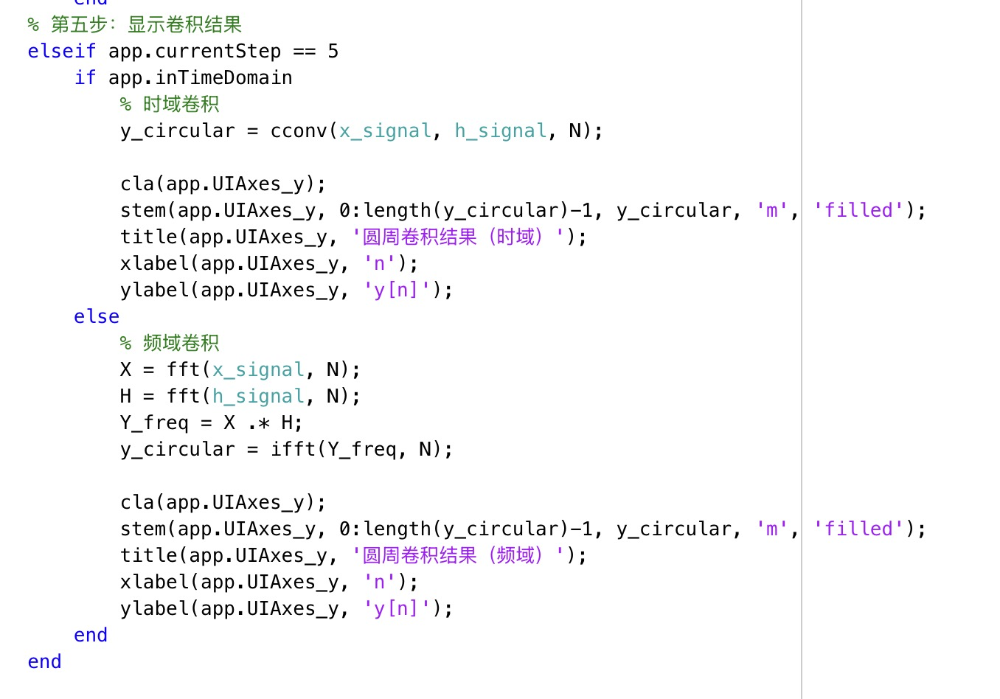 end
% 第五步：显示卷积结果
elseif app.currentStep == 5
if app.inTimeDomain
% 时域卷积
y_circular = cconv(x_signal, h_signal, N);
cla(app.UIAxes_y);
stem(app.UIAxes_y, 0:length(y_circular)-1, y_circular, 'm', 'filled');
title(app.UIAxes_y, '圆周卷积结果（时域）');
xlabel(app.UIAxes_y, 'n');
ylabel(app.UIAxes_y, 'y[n]');
else
% 频域卷积
X = fft(x_signal, N);
H = fft(h_signal, N);
Y_freq = X .* H;
y_circular = ifft(Y_freq, N);
cla(app.UIAxes_y);
stem(app.UIAxes_y, 0:length(y_circular)-1, y_circular, 'm', 'filled');
title(app.UIAxes_y, '圆周卷积结果（频域）');
xlabel(app.UIAxes_y, 'n');
ylabel(app.UIAxes_y, 'y[n]');
end
end